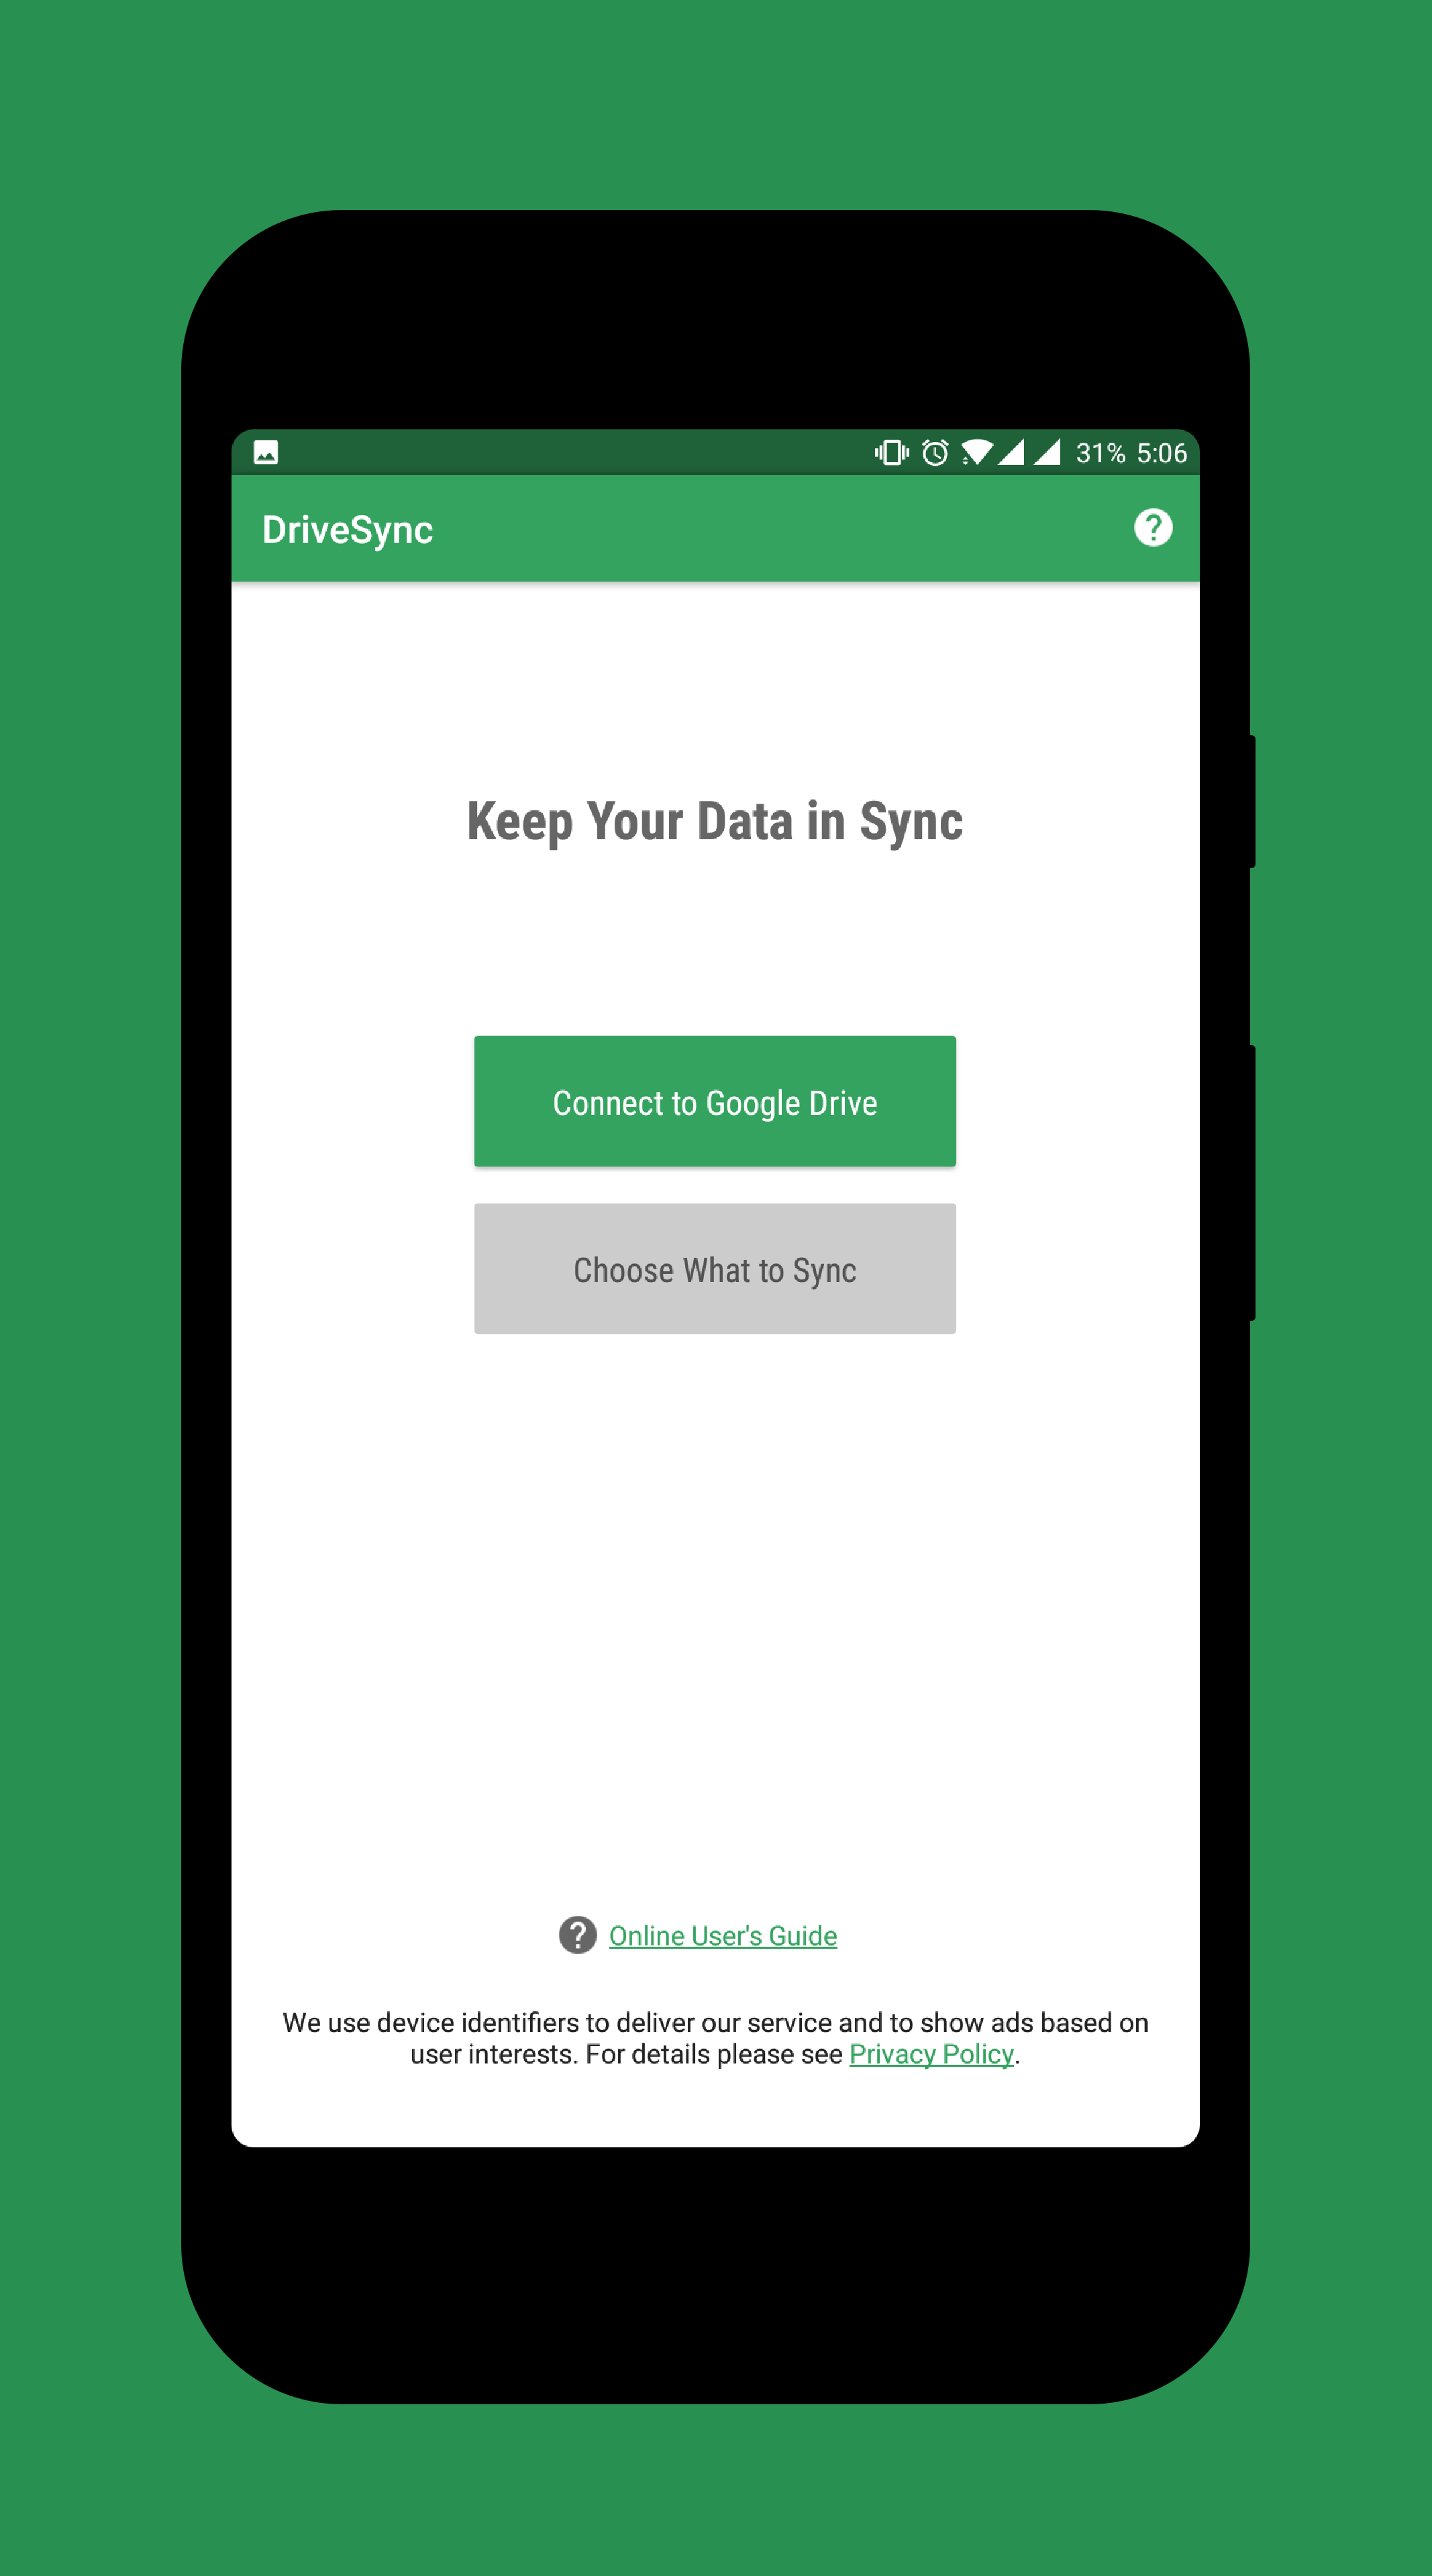 31% 5:06
DriveSync
Keep Your Data in Sync
Connect to Google Drive
Choose What to Sync
Online User's Guide
We use device identifiers to deliver our service and to show ads based on
user interests. For details please see Privacy Policy.